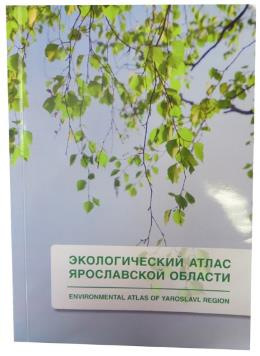 ЭКОЛОГИЧЕСКИЙ АТЛАС
ЯРОСЛАВСКОЙ ОБЛАСТИ
ENVIRONMENTAL ATLAS OF YAROSLAVL REGION